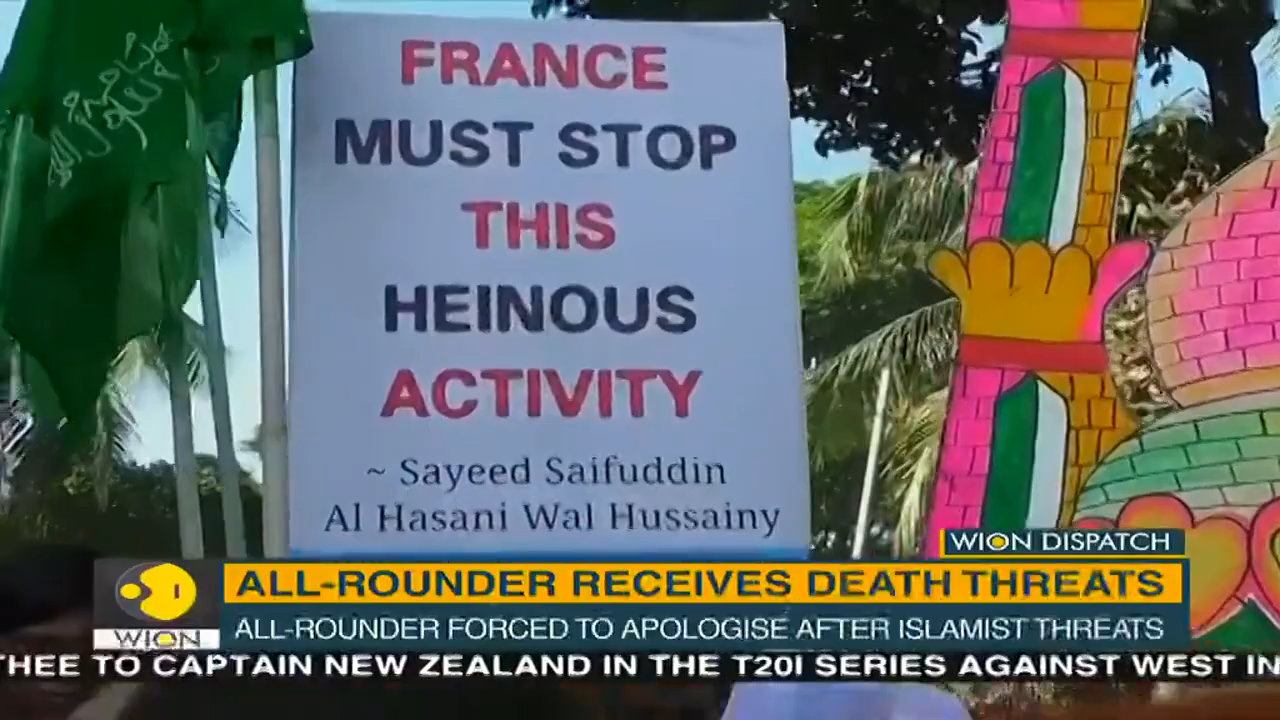 FRANCE
MUST STOP
THIS
HEINOUS
ACTIVITY
~ Sayeed Saifuddin
Al Hasani Wal Hussainy
WION DISPATCH
ALL-ROUNDER RECEIVES DEATH THREATS
ALL-ROUNDER FORCED TO APOLOGISE AFTER ISLAMIST THREATS
WION
THEE TO CAPTAIN NEW ZEALAND IN THE T20I SERIES AGAINST WEST IN